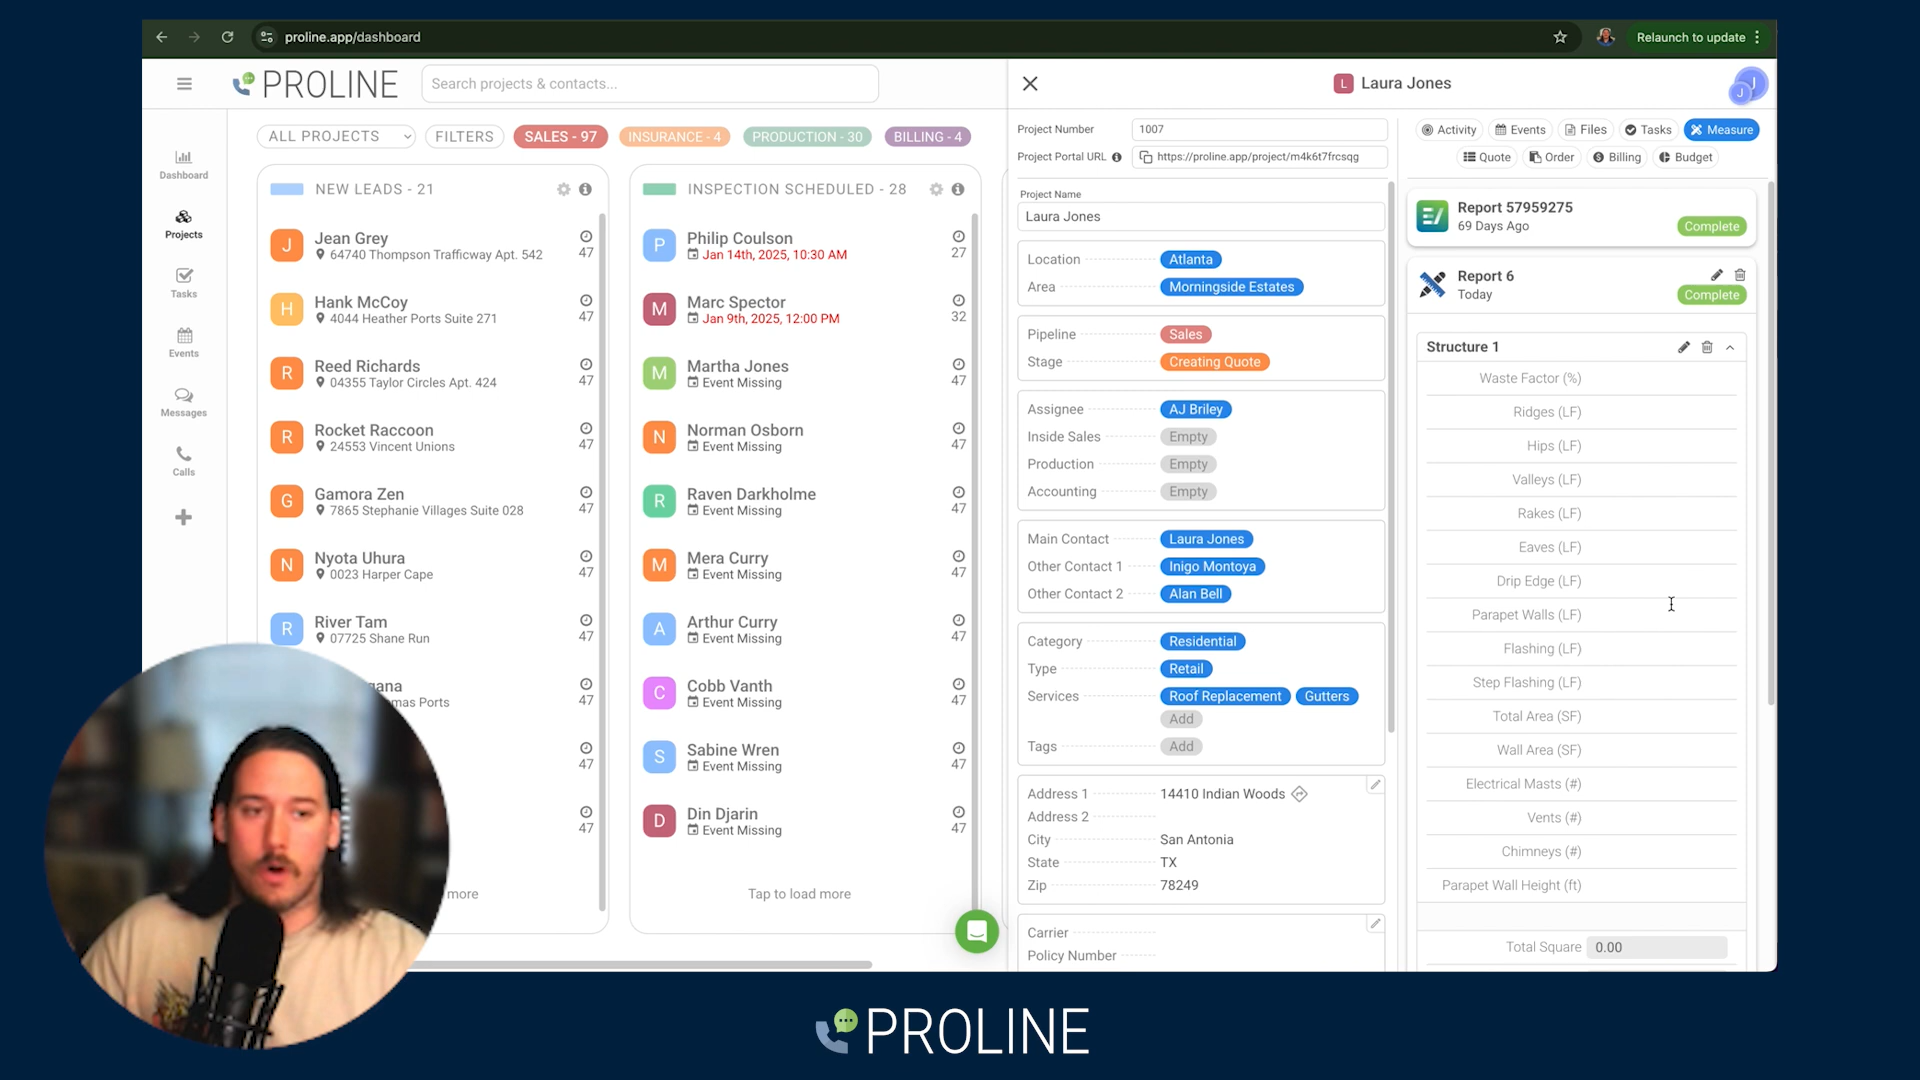 proline.app/dashboard
Relaunch to update
PROLINE
Search projects & contacts...
L Laura Jones
J
J
ALL PROJECTS
FILTERS
SALES - 97
INSURANCE - 4
PRODUCTION - 30
BILLING - 4
Dashboard
Projects
Tasks
Events
Messages
Calls
NEW LEADS - 21
J Jean Grey
64740 Thompson Trafficway Apt. 542
47
H Hank McCoy
4044 Heather Ports Suite 271
47
R Reed Richards
04355 Taylor Circles Apt. 424
47
R Rocket Raccoon
24553 Vincent Unions
47
G Gamora Zen
7865 Stephanie Villages Suite 028
47
N Nyota Uhura
0023 Harper Cape
47
R River Tam
07725 Shane Run
47
gana
mas Ports
47
47
47
more
INSPECTION SCHEDULED - 28
P Philip Coulson
Jan 14th, 2025, 10:30 AM
27
M Marc Spector
Jan 9th, 2025, 12:00 PM
32
M Martha Jones
Event Missing
47
N Norman Osborn
Event Missing
47
R Raven Darkholme
Event Missing
47
M Mera Curry
Event Missing
47
A Arthur Curry
Event Missing
47
C Cobb Vanth
Event Missing
47
S Sabine Wren
Event Missing
47
D Din Djarin
Event Missing
47
Tap to load more
Project Number 1007
Project Portal URL https://proline.app/project/m4k6t7frcsqg
Project Name
Laura Jones
Location Atlanta
Area Morningside Estates
Pipeline Sales
Stage Creating Quote
Assignee AJ Briley
Inside Sales Empty
Production Empty
Accounting Empty
Main Contact Laura Jones
Other Contact 1 Inigo Montoya
Other Contact 2 Alan Bell
Category Residential
Type Retail
Services Roof Replacement Gutters
Add
Tags Add
Address 1 14410 Indian Woods
Address 2
City San Antonia
State TX
Zip 78249
Carrier
Policy Number
Activity Events Files Tasks Measure
Quote Order Billing Budget
Report 57959275
69 Days Ago
Complete
Report 6
Today
Complete
Structure 1
Waste Factor (%)
Ridges (LF)
Hips (LF)
Valleys (LF)
Rakes (LF)
Eaves (LF)
Drip Edge (LF)
Parapet Walls (LF)
Flashing (LF)
Step Flashing (LF)
Total Area (SF)
Wall Area (SF)
Electrical Masts (#)
Vents (#)
Chimneys (#)
Parapet Wall Height (ft)
Total Square 0.00
PROLINE